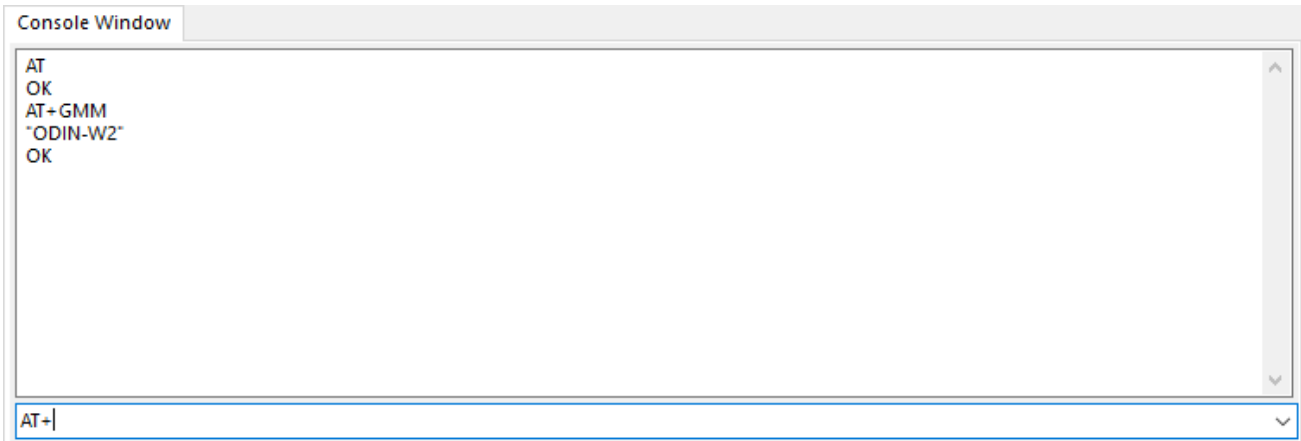 Console Window
AT
OK
AT+GMM
"ODIN-W2"
OK
AT+